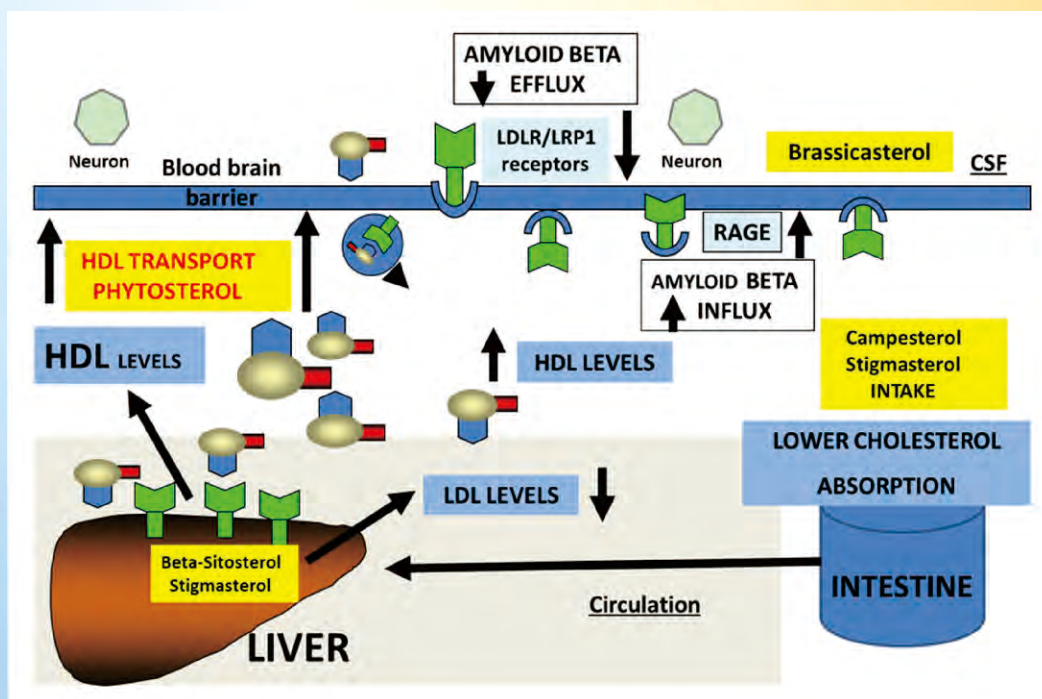 AMYLOID BETA
EFFLUX
Neuron
LDLR/LRP1
receptors
Neuron
Brassicasterol
CSF
Blood brain
barrier
RAGE
HDL TRANSPORT
PHYTOSTEROL
AMYLOID BETA
INFLUX
HDL LEVELS
HDL LEVELS
Campesterol
Stigmasterol
INTAKE
LOWER CHOLESTEROL
ABSORPTION
LDL LEVELS
Beta-Sitosterol
Stigmasterol
INTESTINE
Circulation
LIVER